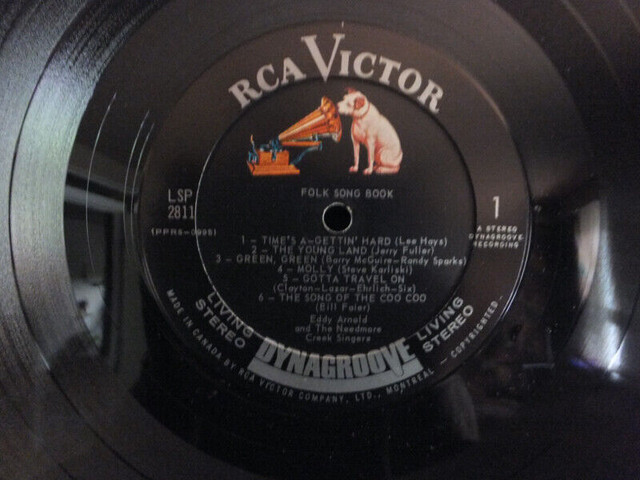 RCA VICTOR
FOLK SONG BOOK
LSP
2811
(PPRS-0995)
1
A STEREO
DYNAGROOVE
RECORDING
1 – TIME'S A-GETTIN' HARD (Lee Hays)
2 – THE YOUNG LAND (Jerry Fuller)
3 – GREEN, GREEN (Barry McGuire-Randy Sparks)
4 – MOLLY (Steve Karliski)
5 – GOTTA TRAVEL ON
(Clayton-Lazar-Ehrlich-Six)
6 – THE SONG OF THE COO COO
(Bill Faier)
Eddy Arnold
and The Needmore
Creek Singers
LIVING
STEREO
DYNAGROOVE
LIVING
STEREO
MADE IN CANADA BY RCA VICTOR COMPANY, LTD., MONTREAL — COPYRIGHTED